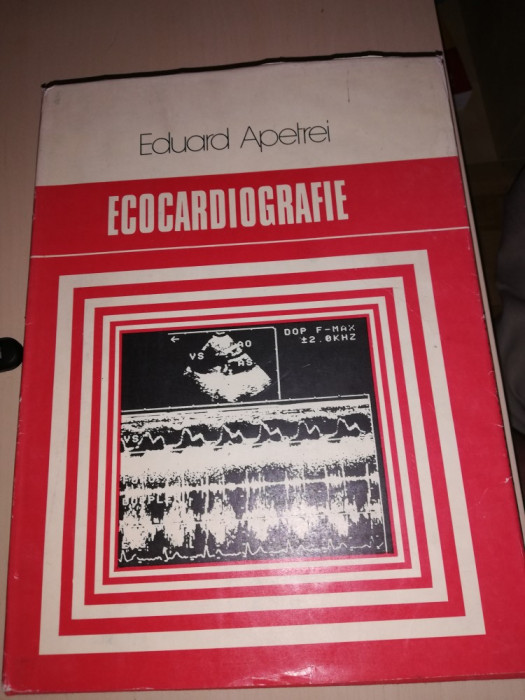 Eduard Apetrei
ECOCARDIOGRAFIE
DOP F-MAX
±2.0KHZ
VS
AO
AS
VS